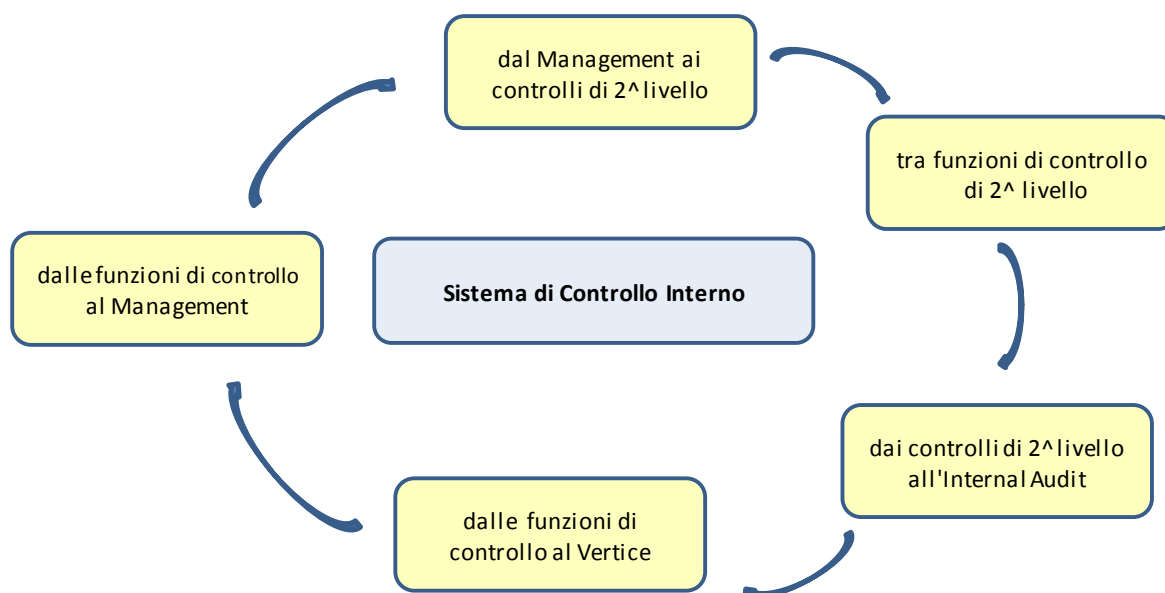 dal Management ai
controlli di 2^ livello
tra funzioni di controllo
di 2^ livello
dalle funzioni di controllo
al Management
Sistema di Controllo Interno
dai controlli di 2^ livello
all'Internal Audit
dalle funzioni di
controllo al Vertice